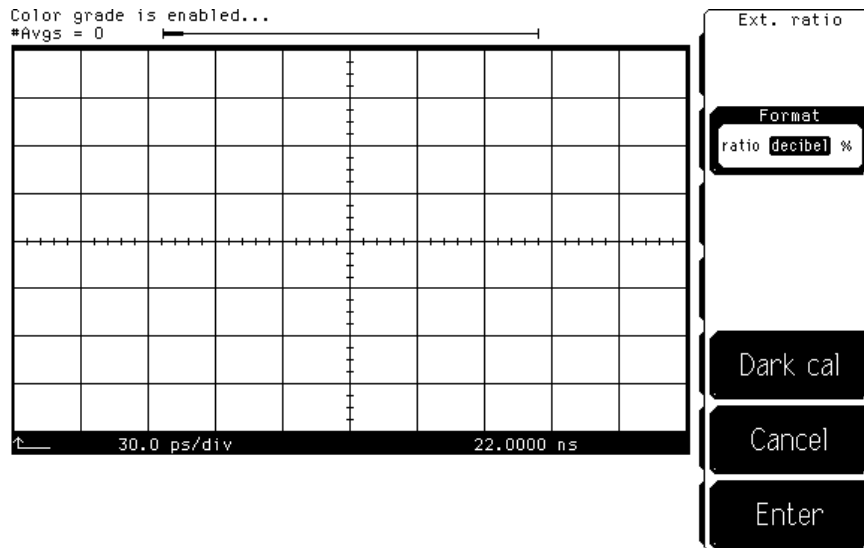 Color grade is enabled...
#Avgs = 0
Ext. ratio
Format
ratio decibel %
Dark cal
Cancel
Enter
30.0 ps/div 22.0000 ns